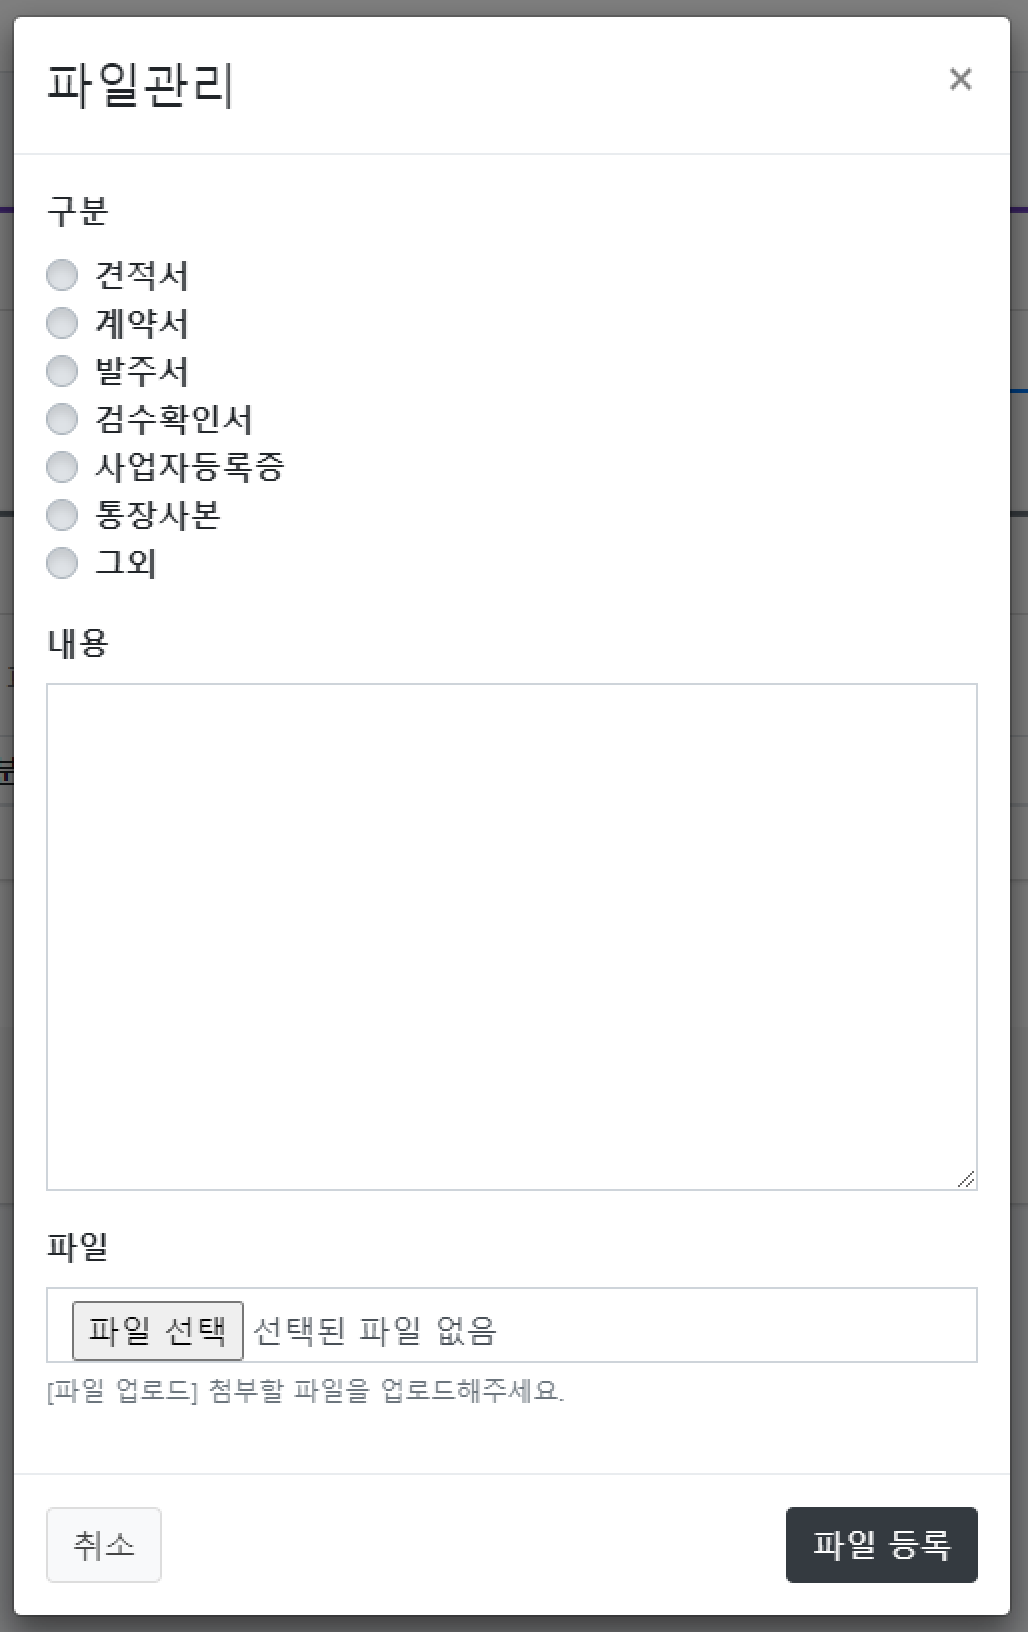 파일관리
×
구분
견적서
계약서
발주서
검수확인서
사업자등록증
통장사본
그외
내용
파일
파일 선택 선택된 파일 없음
[파일 업로드] 첨부할 파일을 업로드해주세요.
취소
파일 등록